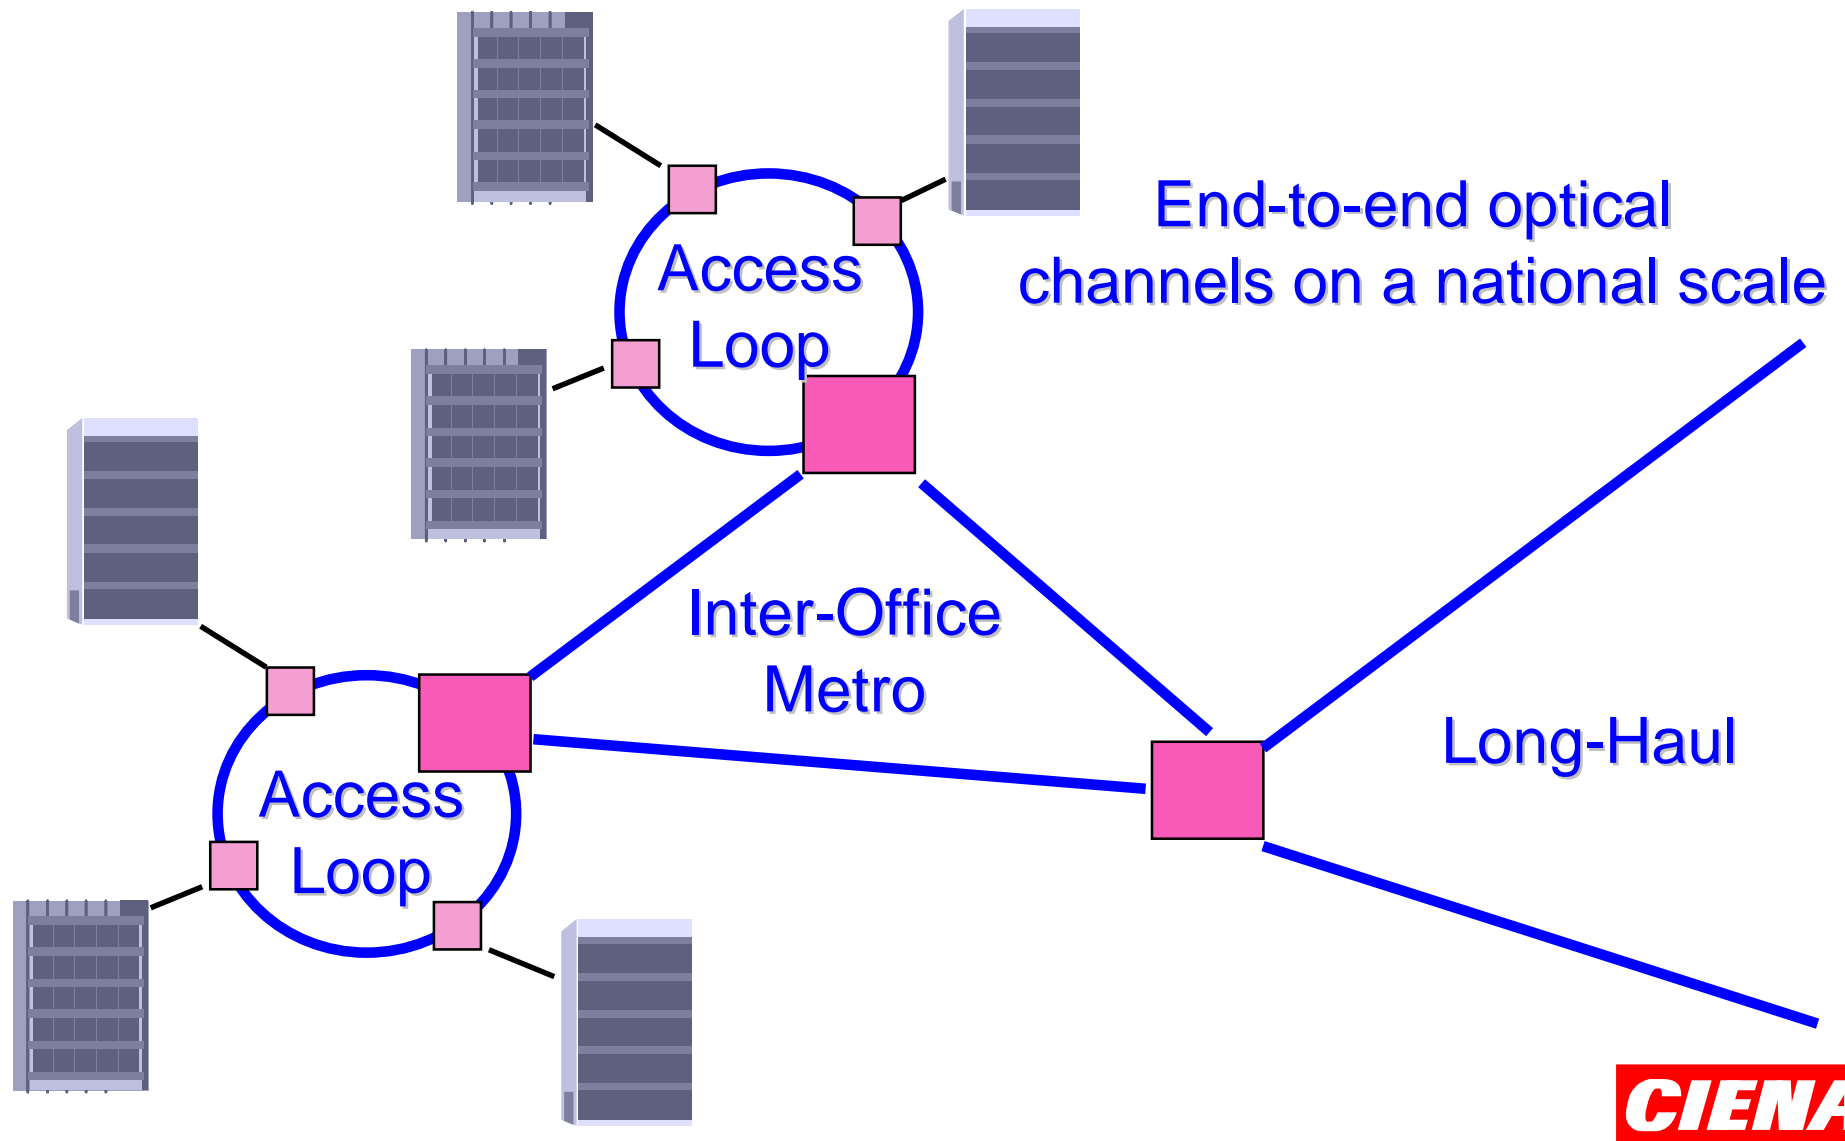 End-to-end optical
channels on a national scale
Access
Loop
Inter-Office
Metro
Long-Haul
Access
Loop
CIENA